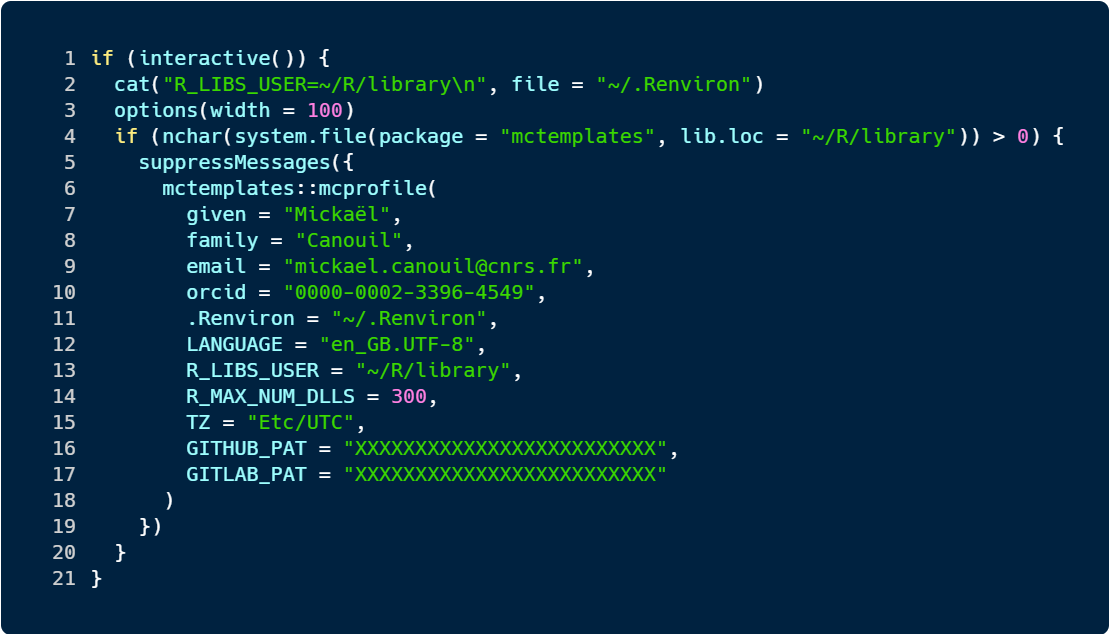 1 if (interactive()) {
2   cat("R_LIBS_USER=~/R/library\n", file = "~/.Renviron")
3   options(width = 100)
4   if (nchar(system.file(package = "mctemplates", lib.loc = "~/R/library")) > 0) {
5     suppressMessages({
6       mctemplates::mcprofile(
7         given = "Mickaël",
8         family = "Canouil",
9         email = "mickael.canouil@cnrs.fr",
10         orcid = "0000-0002-3396-4549",
11         .Renviron = "~/.Renviron",
12         LANGUAGE = "en_GB.UTF-8",
13         R_LIBS_USER = "~/R/library",
14         R_MAX_NUM_DLLS = 300,
15         TZ = "Etc/UTC",
16         GITHUB_PAT = "XXXXXXXXXXXXXXXXXXXXXXXXX",
17         GITLAB_PAT = "XXXXXXXXXXXXXXXXXXXXXXXXX"
18       )
19     })
20   }
21 }